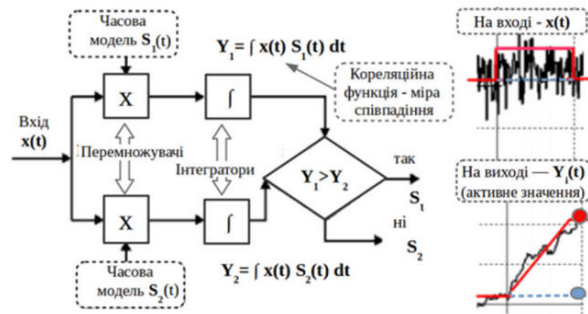 Часова
модель S₁(t)
Y₁= ∫ x(t) S₁(t) dt
Кореляційна
функція - міра
співпадіння
Вхід
x(t)
X
∫
Перемножувачі
Інтегратори
Y₁>Y₂
так
S₁
ні
S₂
X
∫
Часова
модель S₂(t)
Y₂= ∫ x(t) S₂(t) dt
На вході - x(t)
На виході — Y₁(t)
(активне значення)